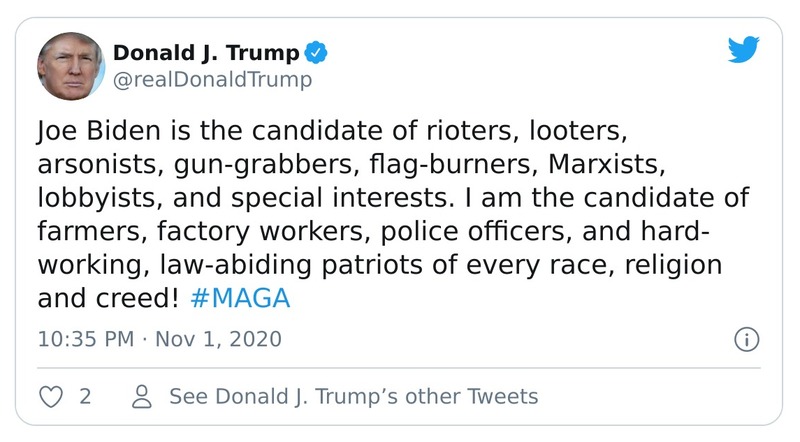 Donald J. Trump
@realDonaldTrump
Joe Biden is the candidate of rioters, looters,
arsonists, gun-grabbers, flag-burners, Marxists,
lobbyists, and special interests. I am the candidate of
farmers, factory workers, police officers, and hard-
working, law-abiding patriots of every race, religion
and creed! #MAGA
10:35 PM · Nov 1, 2020
2 See Donald J. Trump’s other Tweets